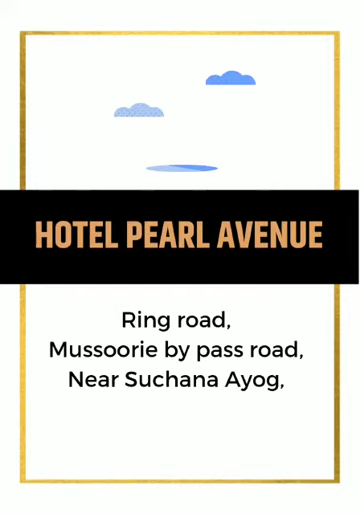 HOTEL PEARL AVENUE
Ring road,
Mussoorie by pass road,
Near Suchana Ayog,